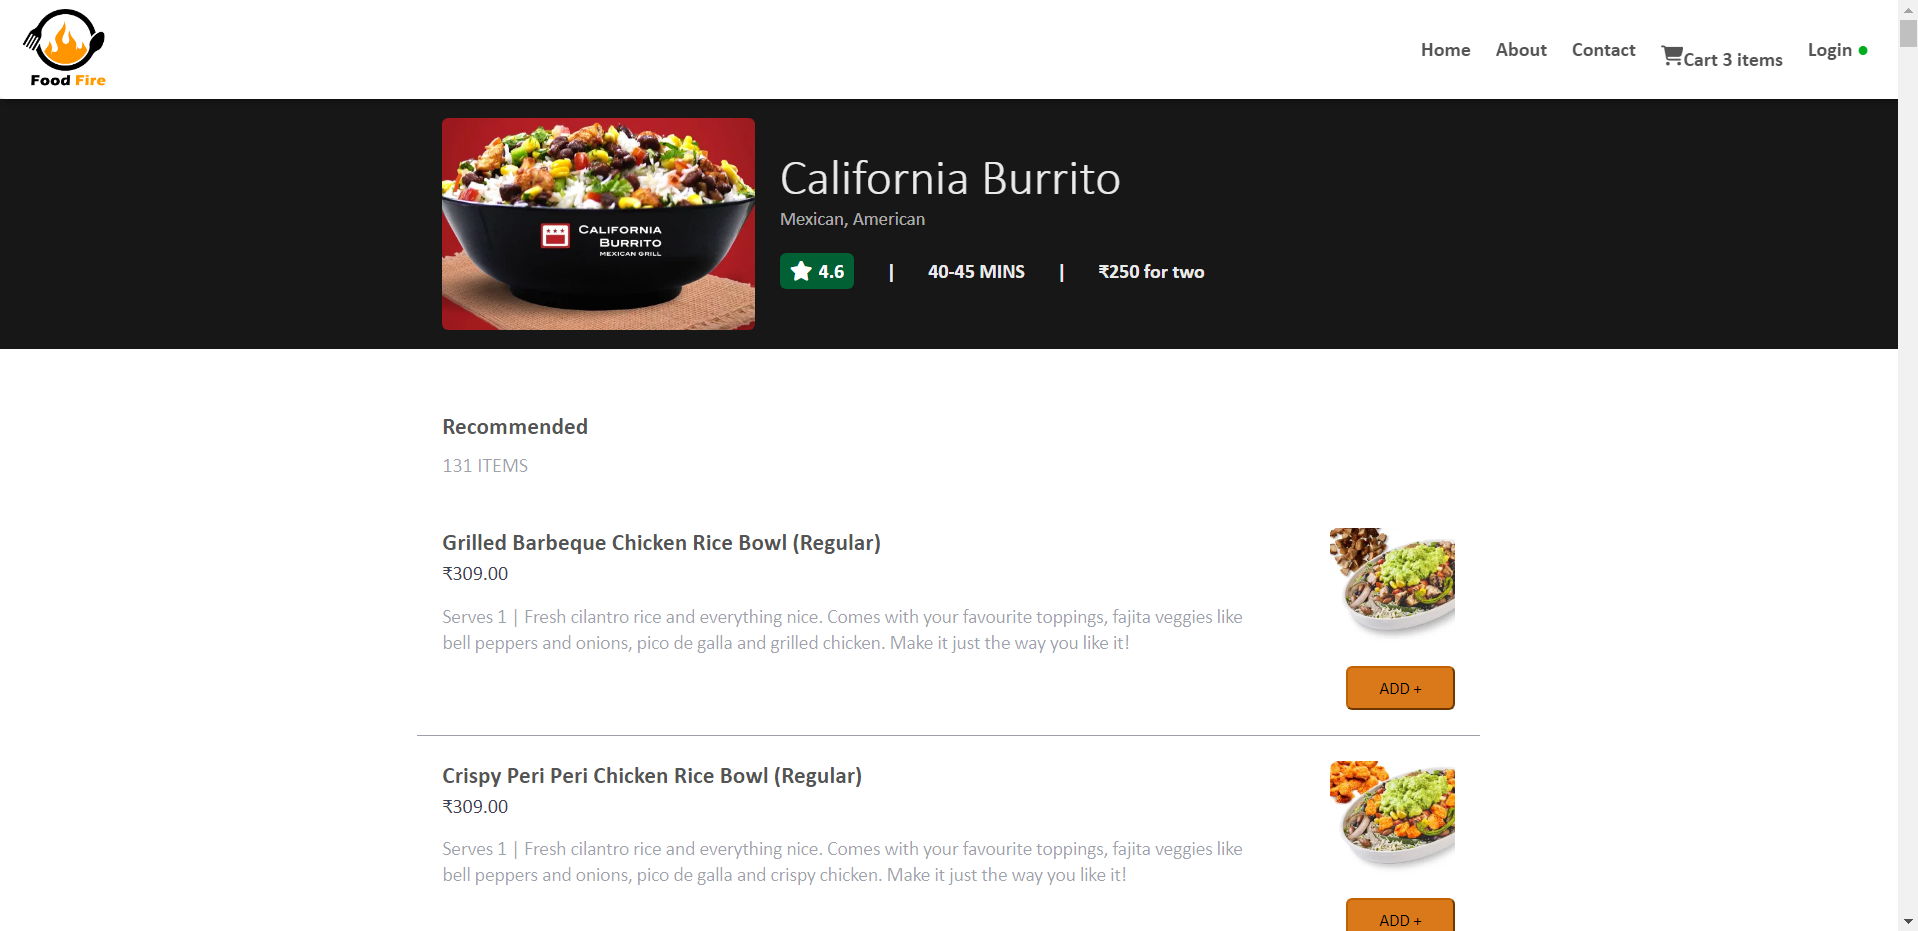 Food Fire
Home
About
Contact
Cart 3 items
Login
CALIFORNIA
BURRITO
MEXICAN GRILL
California Burrito
Mexican, American
4.6 | 40-45 MINS | ₹250 for two
Recommended
131 ITEMS
Grilled Barbeque Chicken Rice Bowl (Regular)
₹309.00
Serves 1 | Fresh cilantro rice and everything nice. Comes with your favourite toppings, fajita veggies like
bell peppers and onions, pico de galla and grilled chicken. Make it just the way you like it!
ADD +
Crispy Peri Peri Chicken Rice Bowl (Regular)
₹309.00
Serves 1 | Fresh cilantro rice and everything nice. Comes with your favourite toppings, fajita veggies like
bell peppers and onions, pico de galla and crispy chicken. Make it just the way you like it!
ADD +